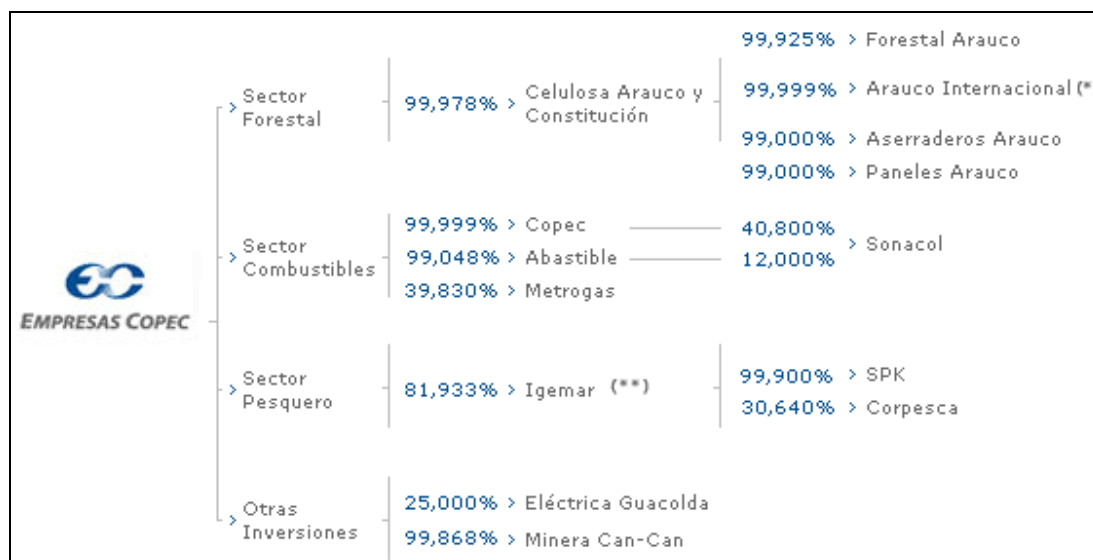 99,925% > Forestal Arauco
Sector
Forestal
99,978% > Celulosa Arauco y
Constitución
99,999% > Arauco Internacional (*
99,000% > Aserraderos Arauco
99,000% > Paneles Arauco
Sector
Combustibles
99,999% > Copec
99,048% > Abastible
39,830% > Metrogas
40,800%
12,000%
> Sonacol
EMPRESAS COPEC
Sector
Pesquero
81,933% > Igemar (**)
99,900% > SPK
30,640% > Corpesca
Otras
Inversiones
25,000% > Eléctrica Guacolda
99,868% > Minera Can-Can